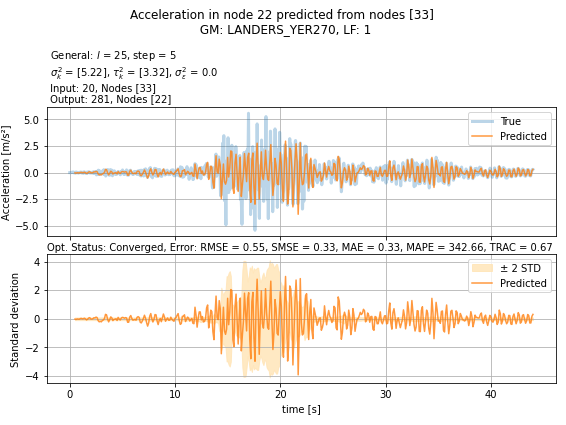 Acceleration in node 22 predicted from nodes [33]
GM: LANDERS_YER270, LF: 1
General: l = 25, step = 5
σ²ₖ = [5.22], τ²ₖ = [3.32], σ²ε = 0.0
Input: 20, Nodes [33]
Output: 281, Nodes [22]
Acceleration [m/s²]
5.0
2.5
0.0
−2.5
−5.0
True
Predicted
Opt. Status: Converged, Error: RMSE = 0.55, SMSE = 0.33, MAE = 0.33, MAPE = 342.66, TRAC = 0.67
Standard deviation
4
2
0
−2
−4
± 2 STD
Predicted
0 10 20 30 40
time [s]